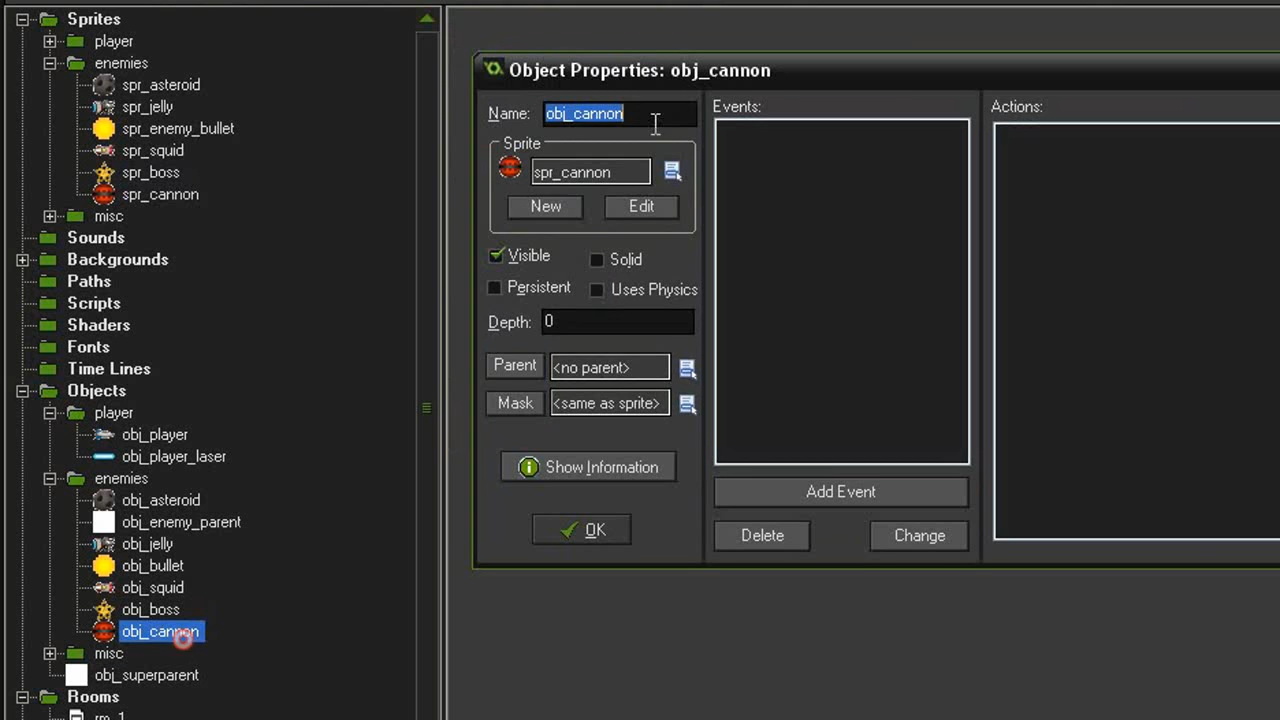 Sprites
player
enemies
spr_asteroid
spr_jelly
spr_enemy_bullet
spr_squid
spr_boss
spr_cannon
misc
Sounds
Backgrounds
Paths
Scripts
Shaders
Fonts
Time Lines
Objects
player
obj_player
obj_player_laser
enemies
obj_asteroid
obj_enemy_parent
obj_jelly
obj_bullet
obj_squid
obj_boss
obj_cannon
misc
obj_superparent
Rooms
rm_1
Object Properties: obj_cannon
Name: obj_cannon
Sprite
spr_cannon
New Edit
Visible Solid
Persistent Uses Physics
Depth: 0
Parent <no parent>
Mask <same as sprite>
Show Information
OK
Events:
Add Event
Delete Change
Actions: